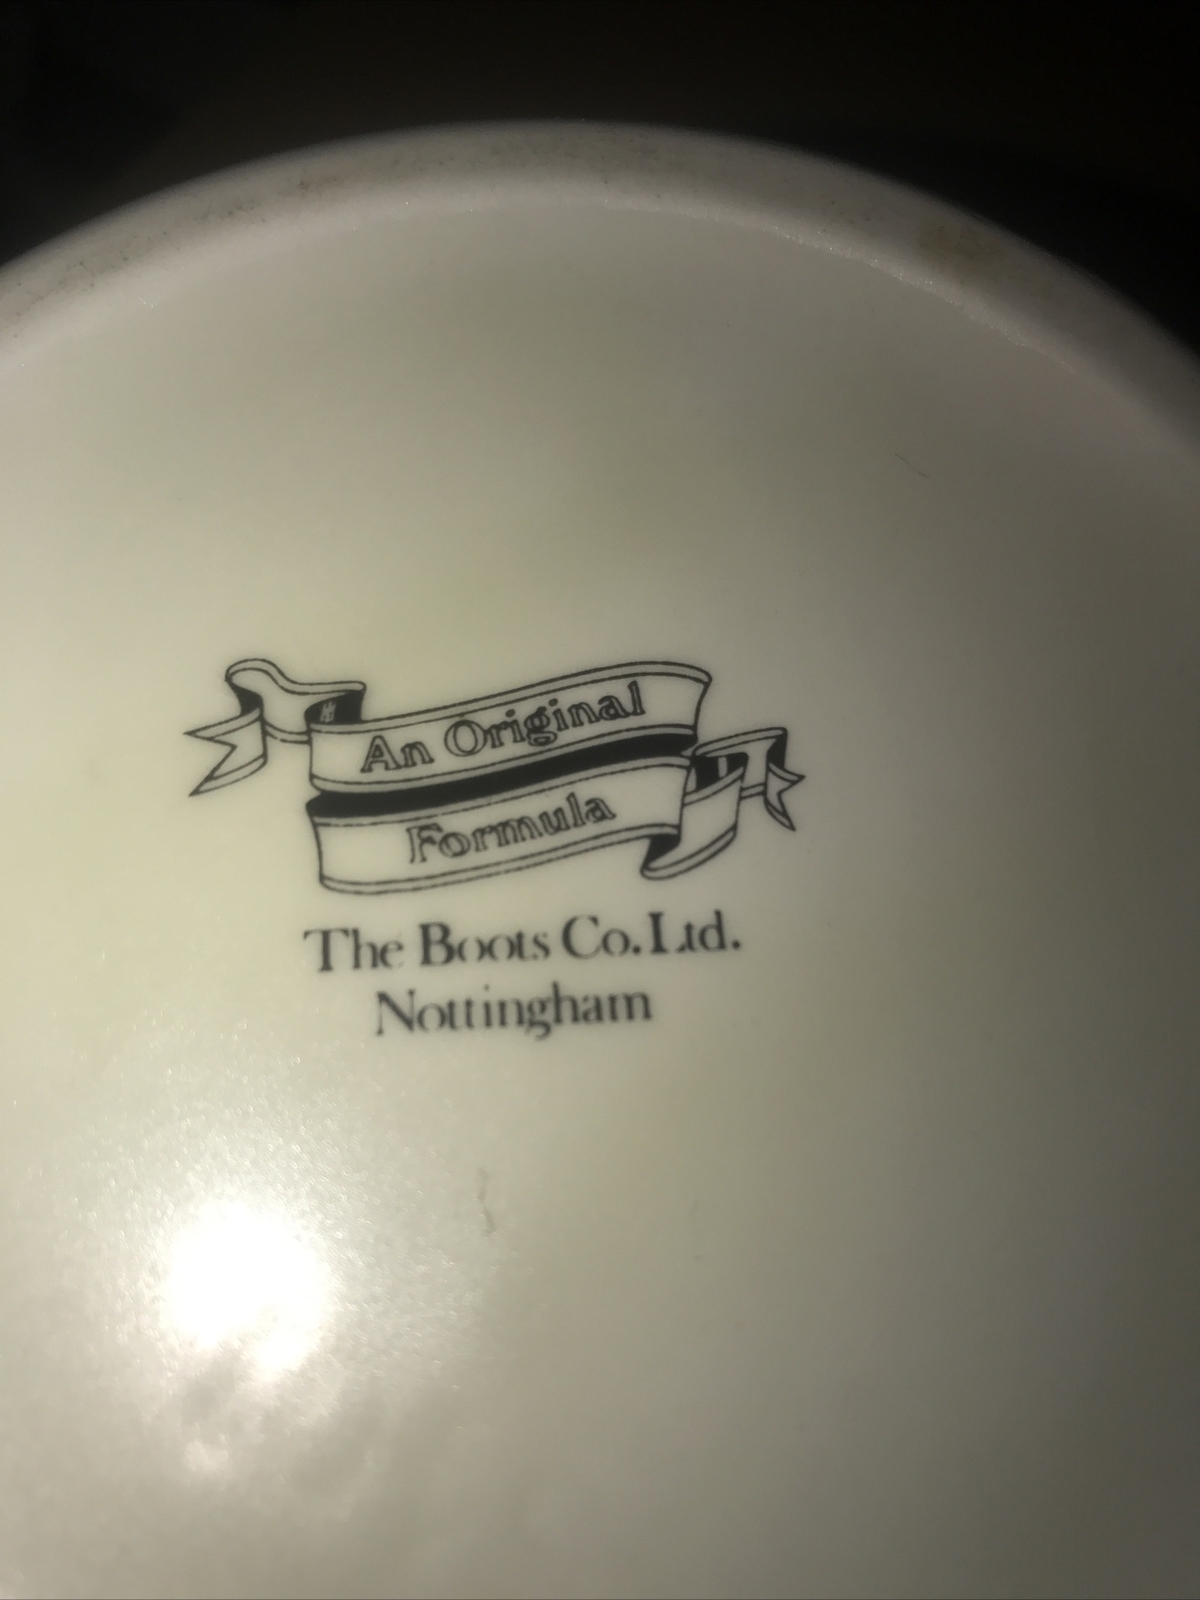 An Original
Formula
The Boots Co. Ltd.
Nottingham